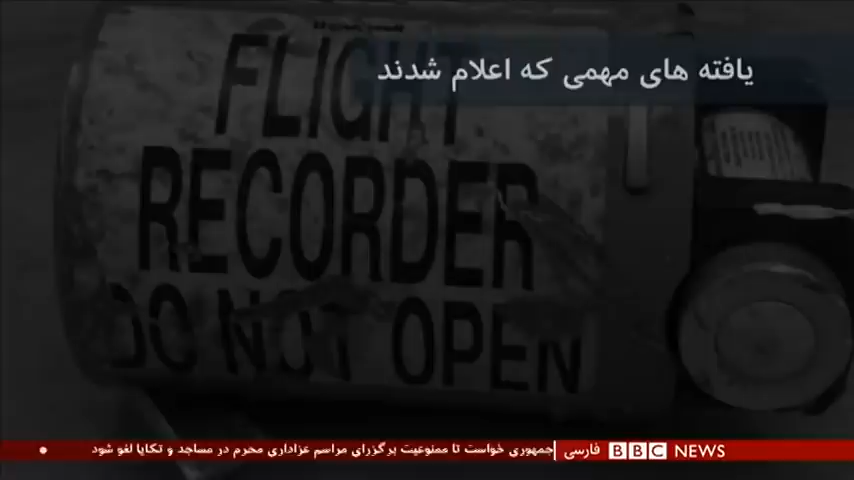 یافته های مهمی که اعلام شدند
FLIGHT
RECORDER
DO NOT OPEN
جمهوری خواست تا ممنوعیت برگزاری مراسم عزاداری محرم در مساجد و تکایا لغو شود
BBC NEWS فارسی